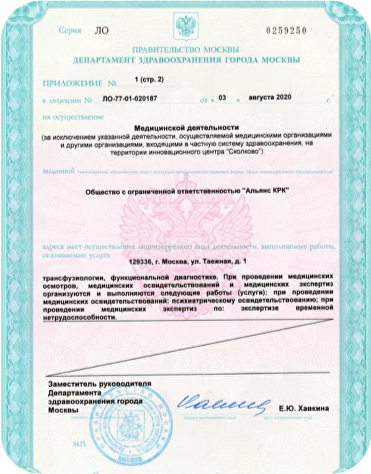 Серия ЛО 0259250
ПРАВИТЕЛЬСТВО МОСКВЫ
ДЕПАРТАМЕНТ ЗДРАВООХРАНЕНИЯ ГОРОДА МОСКВЫ
ПРИЛОЖЕНИЕ № 1 (стр. 2)
к лицензии № ЛО-77-01-020187 от « 03 » августа 2020 г.
на осуществление
Медицинской деятельности
(за исключением указанной деятельности, осуществляемой медицинскими организациями
и другими организациями, входящими в частную систему здравоохранения, на
территории инновационного центра "Сколково")
выданной
Общество с ограниченной ответственностью "Альянс КРК"
адреса мест осуществления лицензируемого вида деятельности, выполняемые работы,
оказываемые услуги
129336, г. Москва, ул. Таежная, д. 1
трансфузиологии, функциональной диагностике. При проведении медицинских
осмотров, медицинских освидетельствований и медицинских экспертиз
организуются и выполняются следующие работы (услуги): при проведении
медицинских освидетельствований: психиатрическому освидетельствованию; при
проведении медицинских экспертиз по: экспертизе временной
нетрудоспособности.
Заместитель руководителя
Департамента
здравоохранения города
Москвы Е.Ю. Хавкина
М.П.